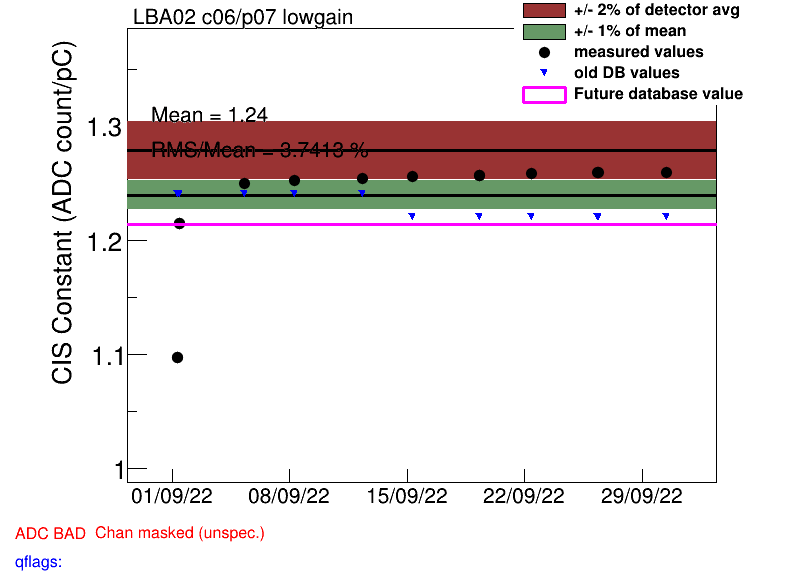 LBA02 c06/p07 lowgain
+/- 2% of detector avg
+/- 1% of mean
measured values
old DB values
Future database value
Mean = 1.24
RMS/Mean = 3.7413 %
CIS Constant (ADC count/pC)
1.3
1.2
1.1
1
01/09/22 08/09/22 15/09/22 22/09/22 29/09/22
ADC BAD Chan masked (unspec.)
qflags: